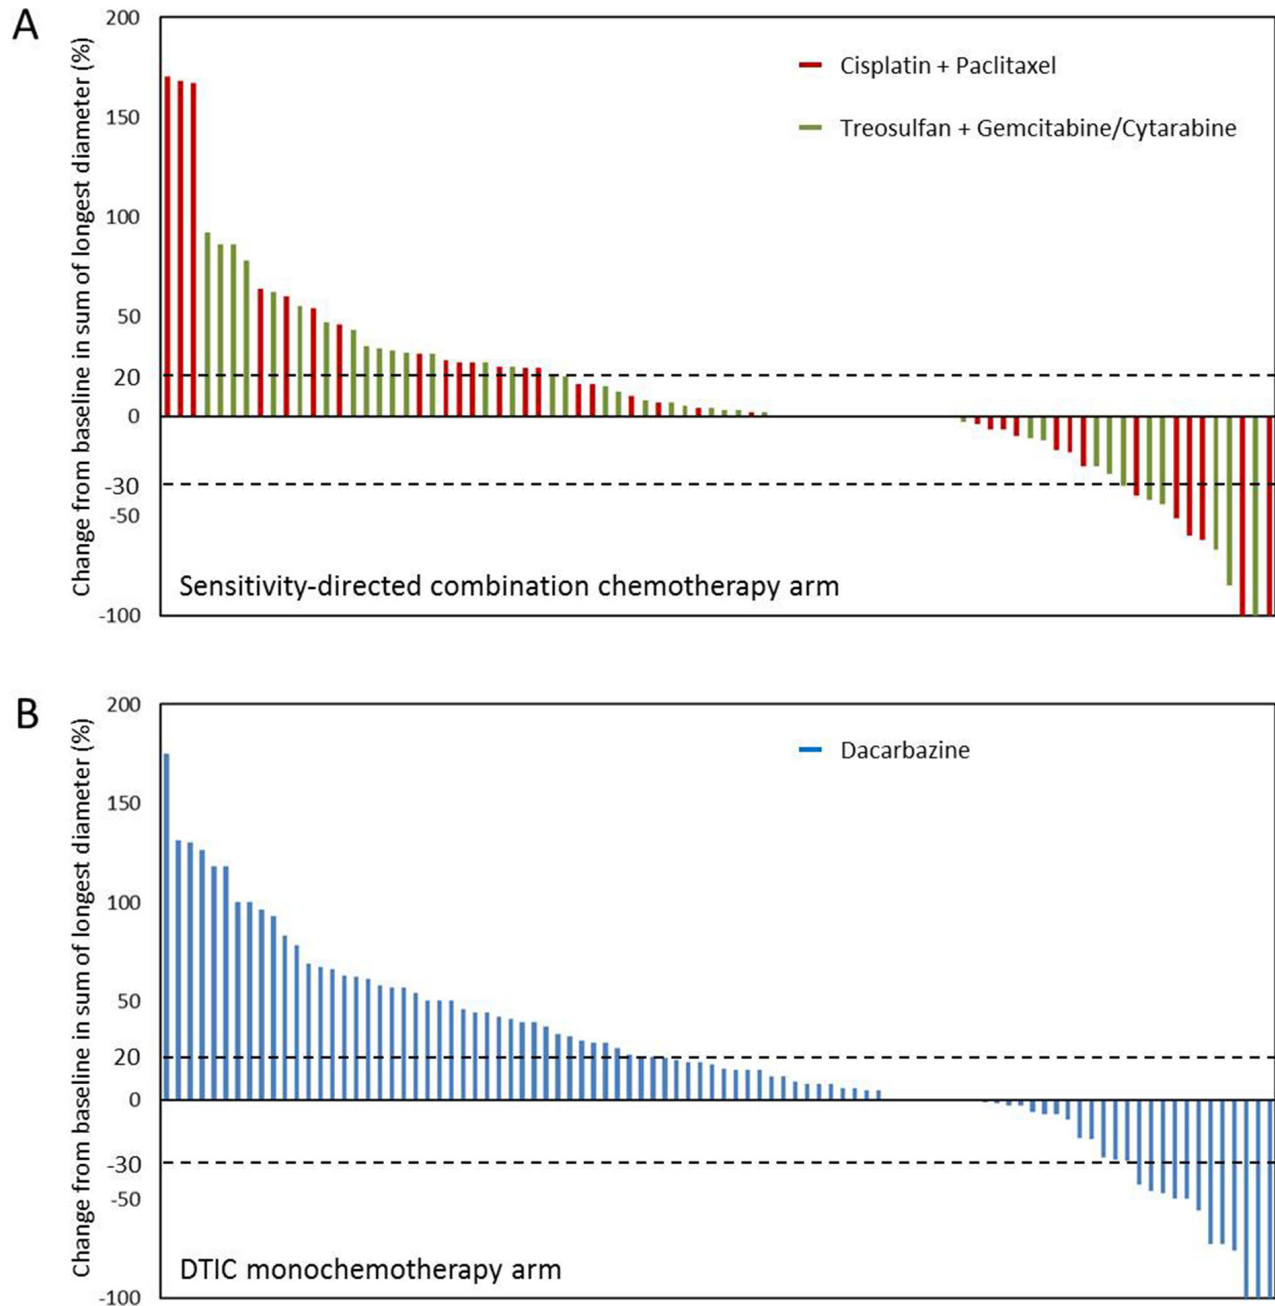 A
Change from baseline in sum of longest diameter (%)
200
150
100
50
20
0
-30
-50
-100
Cisplatin + Paclitaxel
Treosulfan + Gemcitabine/Cytarabine
Sensitivity-directed combination chemotherapy arm
B
Change from baseline in sum of longest diameter (%)
200
150
100
50
20
0
-30
-50
-100
Dacarbazine
DTIC monochemotherapy arm